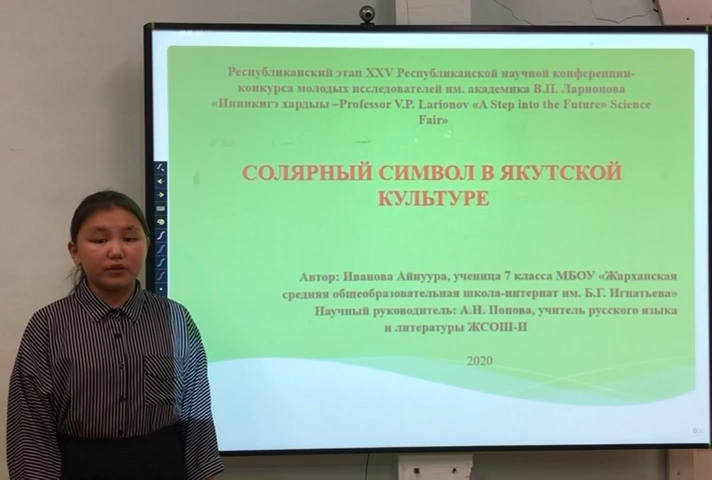 Республиканский этап XXV Республиканской научной конференции-
конкурса молодых исследователей им. академика В.П. Ларионова
«Инникигэ хардыы –Professor V.P. Larionov «A Step into the Future» Science
Fair»
СОЛЯРНЫЙ СИМВОЛ В ЯКУТСКОЙ
КУЛЬТУРЕ
Автор: Иванова Айнуура, ученица 7 класса МБОУ «Жарханская
средняя общеобразовательная школа-интернат им. Б.Г. Игнатьева»
Научный руководитель: А.Н. Попова, учитель русского языка
и литературы ЖСОШ-И
2020